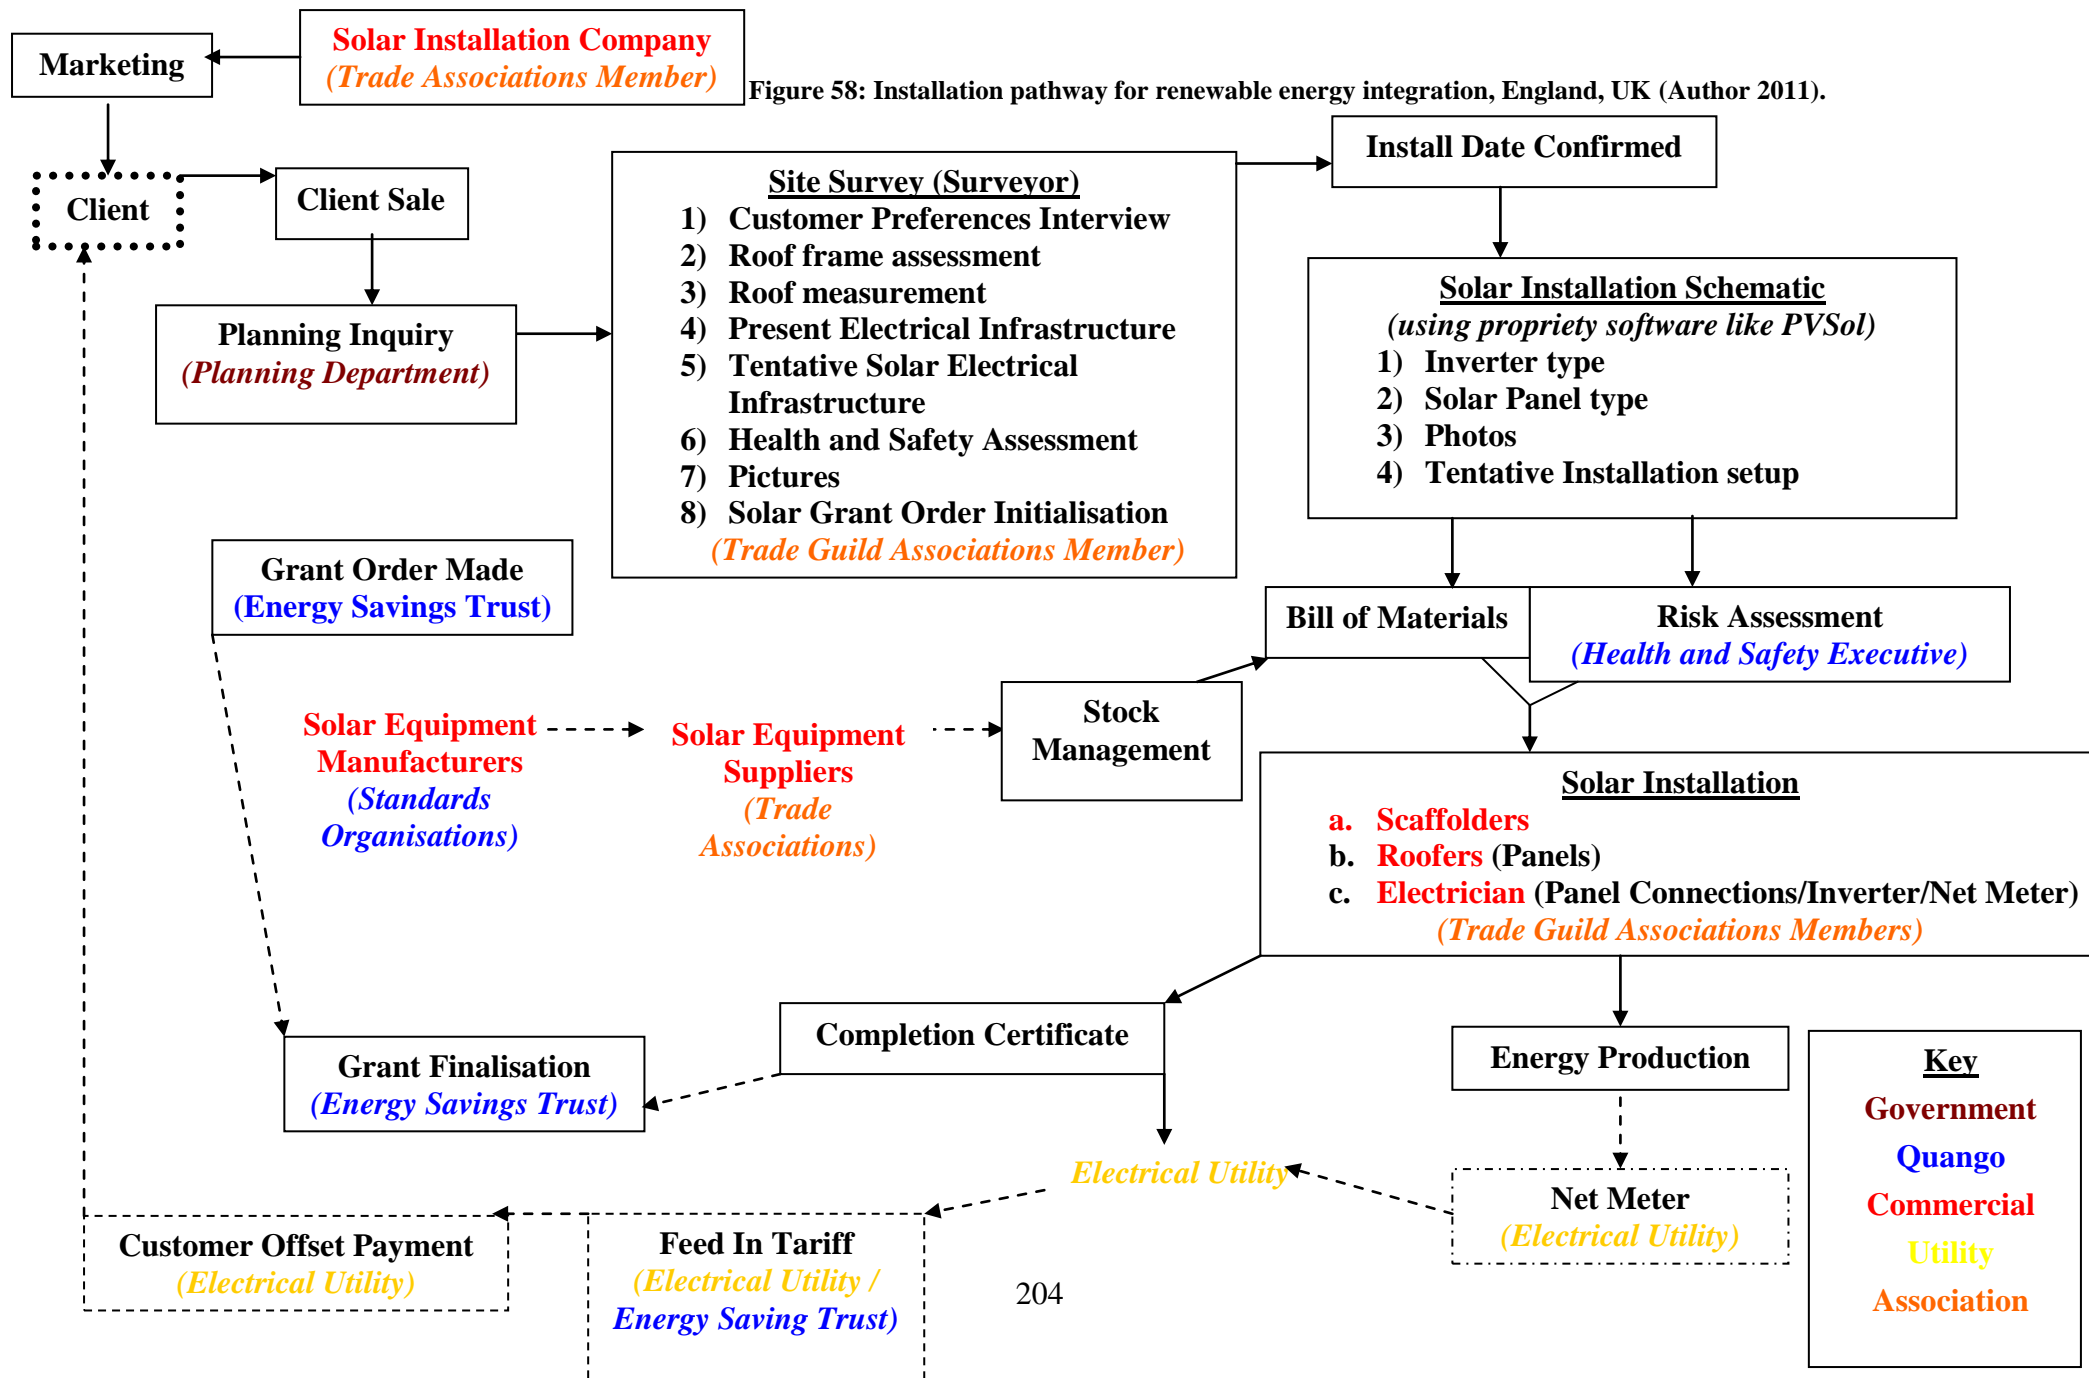 Solar Installation Company
(Trade Associations Member)
Marketing
Figure 58: Installation pathway for renewable energy integration, England, UK (Author 2011).
Client
Client Sale
Planning Inquiry
(Planning Department)
Site Survey (Surveyor)
1) Customer Preferences Interview
2) Roof frame assessment
3) Roof measurement
4) Present Electrical Infrastructure
5) Tentative Solar Electrical
Infrastructure
6) Health and Safety Assessment
7) Pictures
8) Solar Grant Order Initialisation
(Trade Guild Associations Member)
Install Date Confirmed
Solar Installation Schematic
(using propriety software like PVSol)
1) Inverter type
2) Solar Panel type
3) Photos
4) Tentative Installation setup
Grant Order Made
(Energy Savings Trust)
Bill of Materials
Risk Assessment
(Health and Safety Executive)
Solar Equipment
Manufacturers
(Standards
Organisations)
Solar Equipment
Suppliers
(Trade
Associations)
Stock
Management
Solar Installation
a. Scaffolders
b. Roofers (Panels)
c. Electrician (Panel Connections/Inverter/Net Meter)
(Trade Guild Associations Members)
Completion Certificate
Grant Finalisation
(Energy Savings Trust)
Energy Production
Electrical Utility
Net Meter
(Electrical Utility)
Customer Offset Payment
(Electrical Utility)
Feed In Tariff
(Electrical Utility /
Energy Saving Trust)
Key
Government
Quango
Commercial
Utility
Association
204